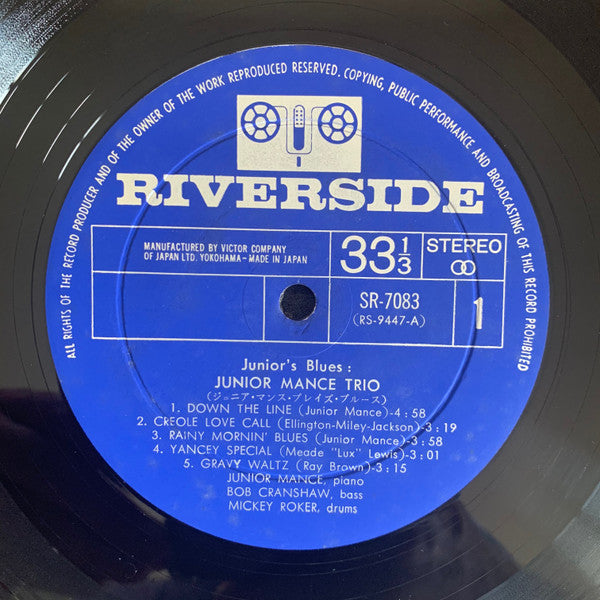 ALL RIGHTS OF THE RECORD PRODUCER AND OF THE OWNER OF THE WORK REPRODUCED RESERVED. COPYING, PUBLIC PERFORMANCE AND BROADCASTING OF THIS RECORD PROHIBITED
RIVERSIDE
MANUFACTURED BY VICTOR COMPANY
OF JAPAN LTD. YOKOHAMA – MADE IN JAPAN
33 1/3
STEREO
SR-7083
(RS-9447-A)
1
Junior's Blues :
JUNIOR MANCE TRIO
(ジュニア・マンス・プレイズ・ブルース)
1. DOWN THE LINE (Junior Mance)-4 : 58
2. CREOLE LOVE CALL (Ellington-Miley-Jackson)-3 : 19
3. RAINY MORNIN' BLUES (Junior Mance)-3 : 58
4. YANCEY SPECIAL (Meade "Lux" Lewis)-3 : 01
5. GRAVY WALTZ (Ray Brown)-3 : 15
JUNIOR MANCE, piano
BOB CRANSHAW, bass
MICKEY ROKER, drums